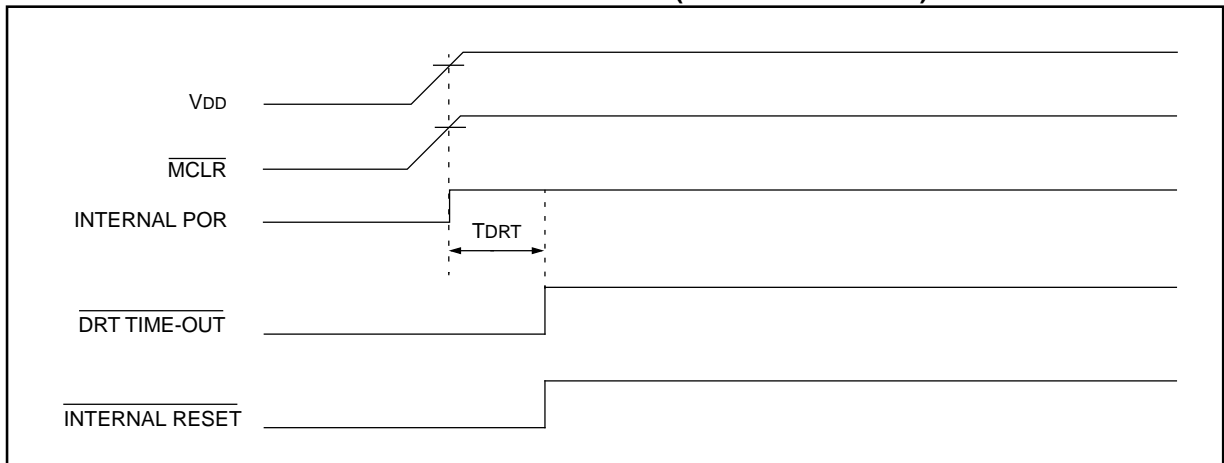 VDD
MCLR
INTERNAL POR
TDRT
DRT TIME-OUT
INTERNAL RESET